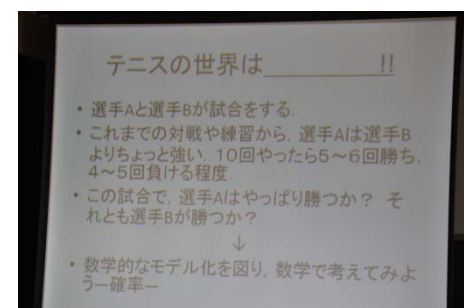 テニスの世界は＿＿＿＿＿＿!!
・選手Aと選手Bが試合をする.
・これまでの対戦や練習から, 選手Aは選手B
よりちょっと強い. 10回やったら5～6回勝ち,
4～5回負ける程度.
・この試合で, 選手Aはやっぱり勝つか？ そ
れとも選手Bが勝つか？
↓
・数学的なモデル化を図り, 数学で考えてみよ
うー確率ー